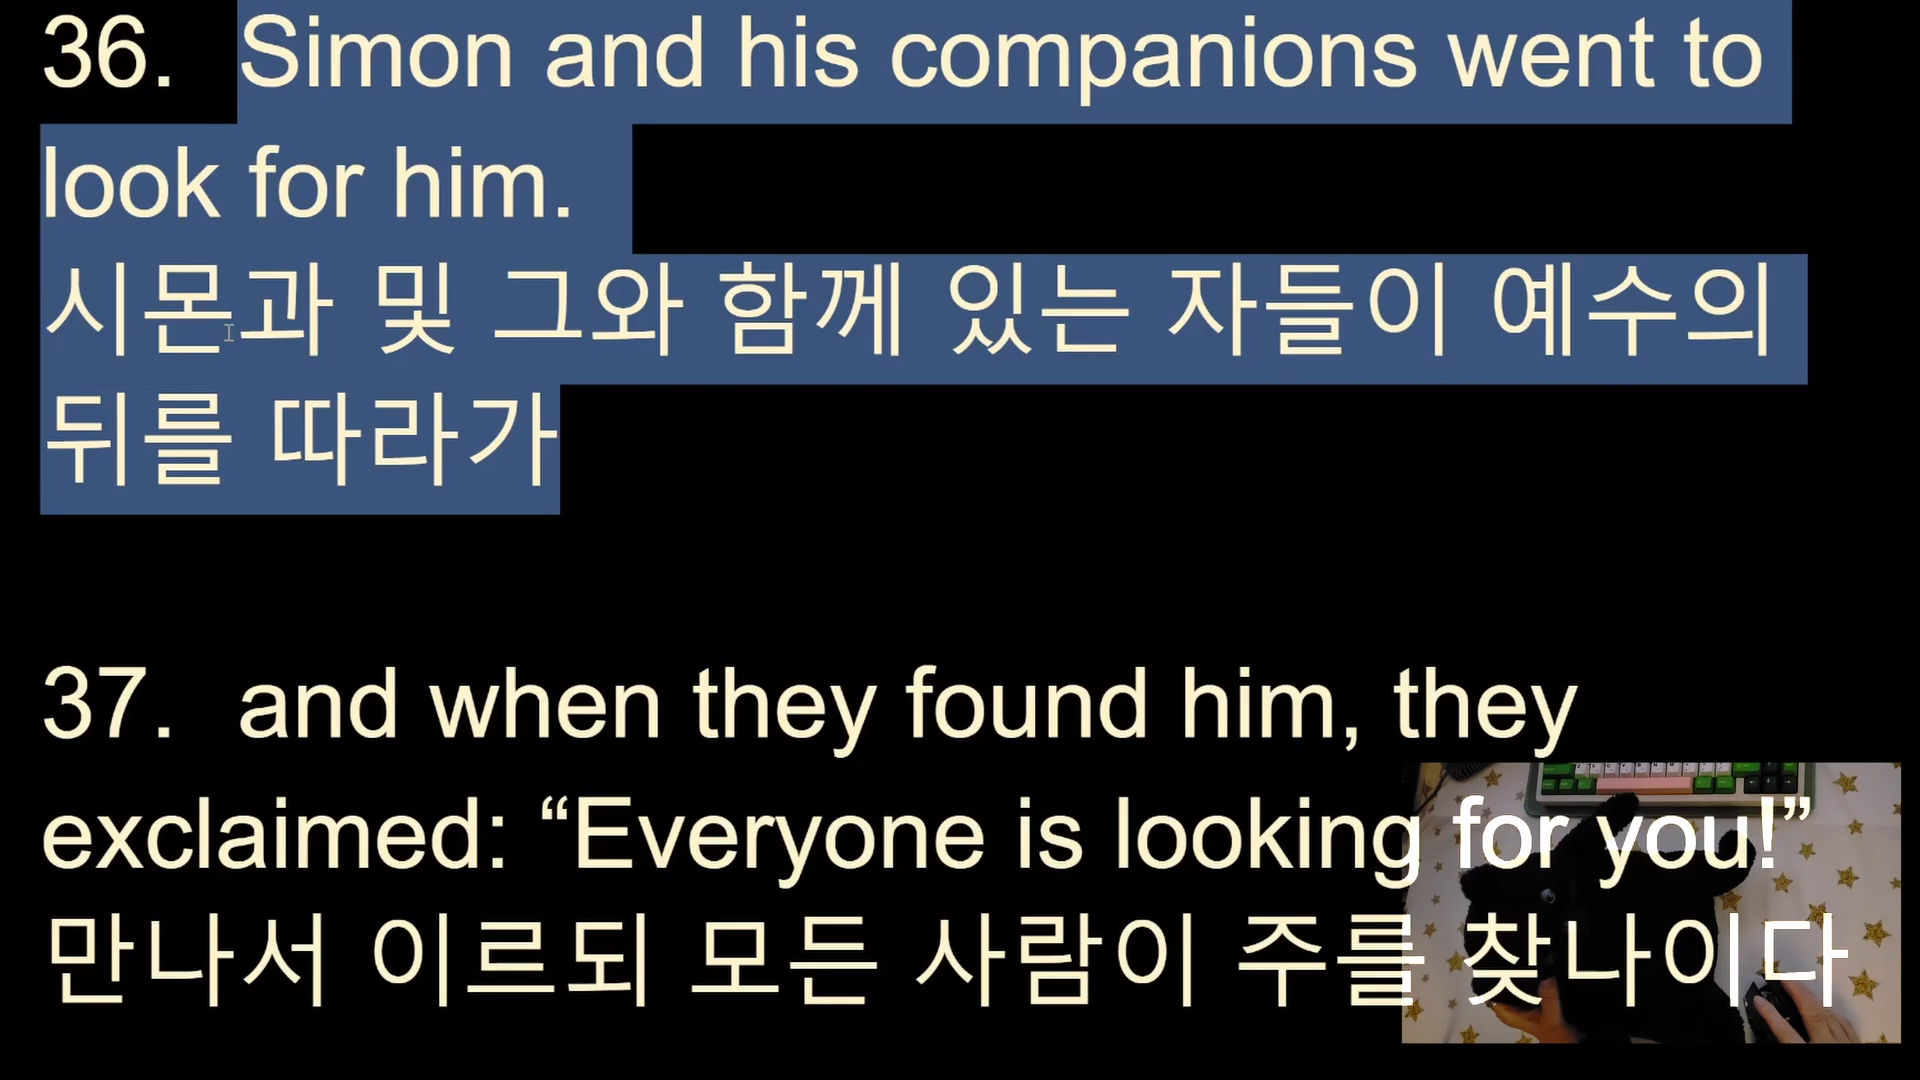 36. Simon and his companions went to
look for him.
시몬과 및 그와 함께 있는 자들이 예수의
뒤를 따라가
37. and when they found him, they
exclaimed: “Everyone is looking for you!”
만나서 이르되 모든 사람이 주를 찾나이다